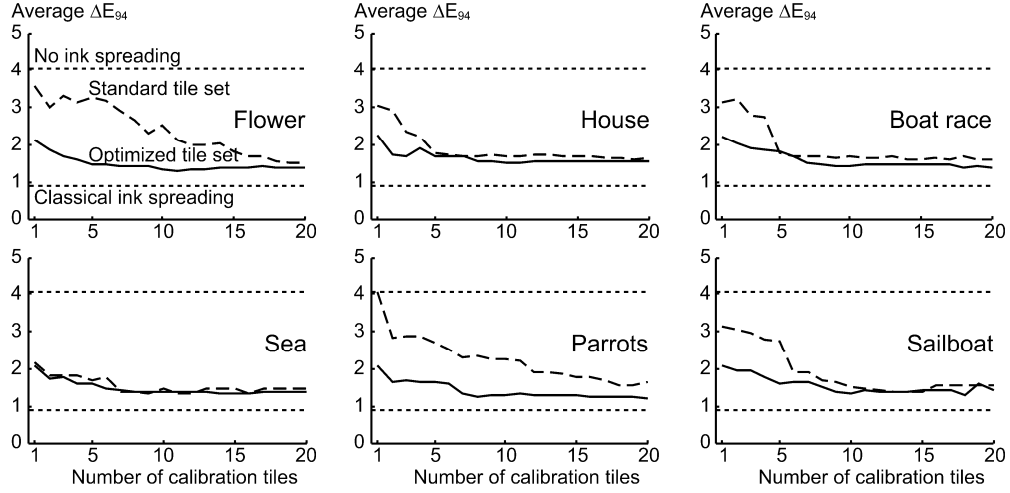 Average ΔE94
Average ΔE94
Average ΔE94
5
4
3
2
1
0
No ink spreading
Standard tile set
Flower
Optimized tile set
Classical ink spreading
1 5 10 15 20
5
4
3
2
1
0
House
1 5 10 15 20
5
4
3
2
1
0
Boat race
1 5 10 15 20
5
4
3
2
1
0
Sea
1 5 10 15 20
Number of calibration tiles
5
4
3
2
1
0
Parrots
1 5 10 15 20
Number of calibration tiles
5
4
3
2
1
0
Sailboat
1 5 10 15 20
Number of calibration tiles